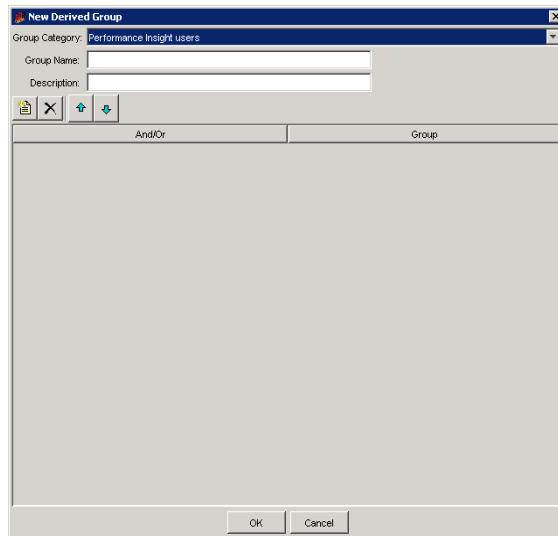 New Derived Group
Group Category: Performance Insight users
Group Name:
Description:
And/Or Group
OK Cancel